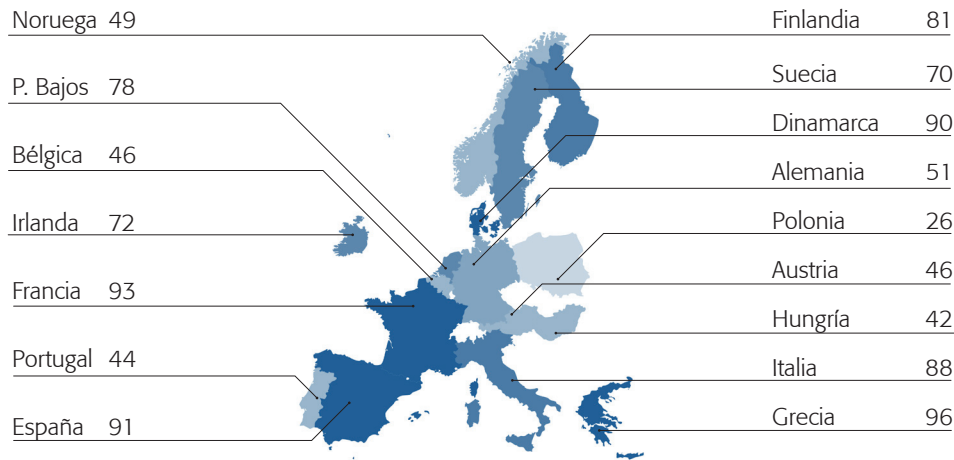 Noruega 49
P. Bajos 78
Bélgica 46
Irlanda 72
Francia 93
Portugal 44
España 91
Finlandia 81
Suecia 70
Dinamarca 90
Alemania 51
Polonia 26
Austria 46
Hungría 42
Italia 88
Grecia 96